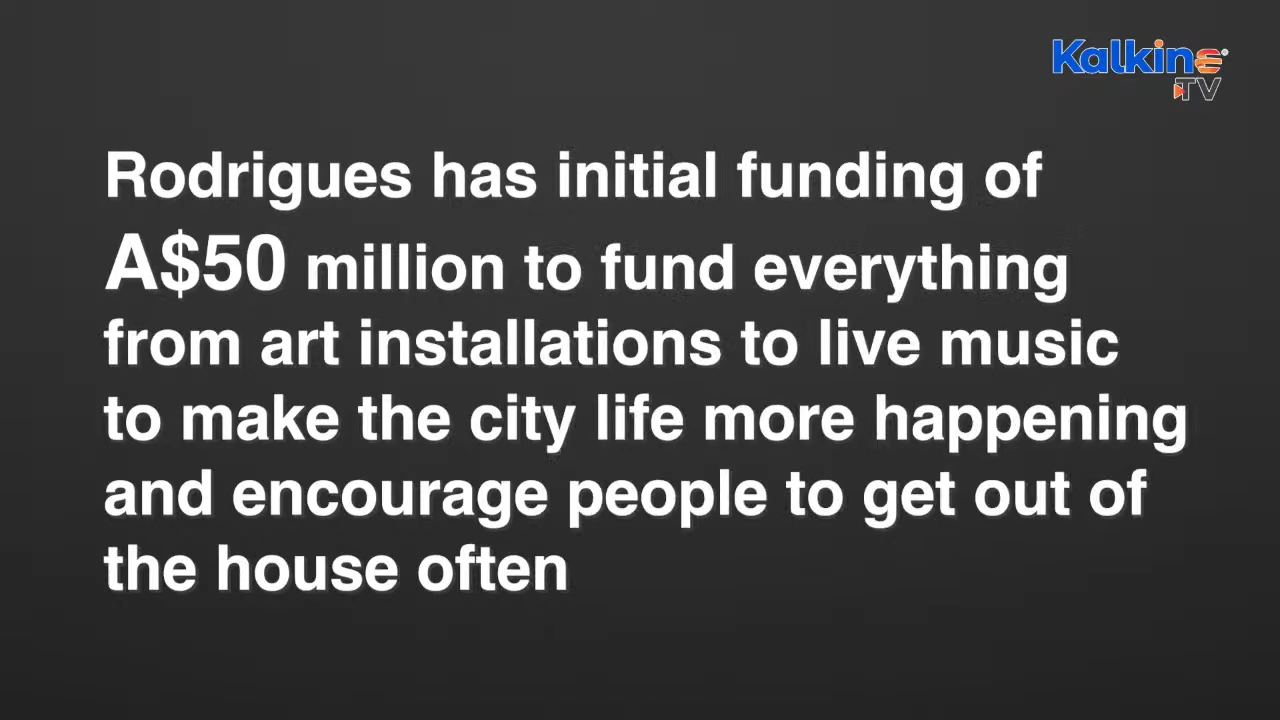 Kalkine
TV
Rodrigues has initial funding of
A$50 million to fund everything
from art installations to live music
to make the city life more happening
and encourage people to get out of
the house often